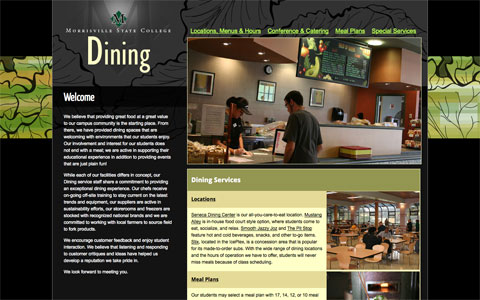 MORRISVILLE STATE COLLEGE
Dining
Locations, Menus & Hours
Conference & Catering
Meal Plans
Special Services
Welcome
We believe that providing great food at a great value
to our campus community is the starting place. From
there, we have provided dining spaces that are
welcoming with environments that our students enjoy.
Our involvement and interest for our students does
not end with a meal; we are active in supporting their
educational experience in addition to providing events
that are just plain fun!
While each of our facilities differs in concept, our
Dining service staff share a commitment to providing
an exceptional dining experience. Our chefs receive
on-going off-site training to stay current on the latest
trends and equipment, our suppliers are active in
sustainability efforts, our storerooms and freezers are
stocked with recognized national brands and we are
committed to working with local farmers to source field
to fork products.
We encourage customer feedback and enjoy student
interaction. We believe that listening and responding
to customer critiques and ideas have helped us
develop a reputation we take pride in.
We look forward to meeting you.
Dining Services
Locations
Seneca Dining Center is our all-you-care-to-eat location. Mustang
Alley is in-house food court style option, where students come to
eat, socialize, and relax. Smooth Jazzy Joz and The Pit Stop
feature hot and cold beverages, snacks, and other to-go items.
Stix, located in the IcePlex, is a concession area that is popular
for its made-to-order subs. With the wide range of dining locations
and the hours of operation we have to offer, students will never
miss meals because of class scheduling.
Meal Plans
Our students may select a meal plan with 17, 14, 12, or 10 meal